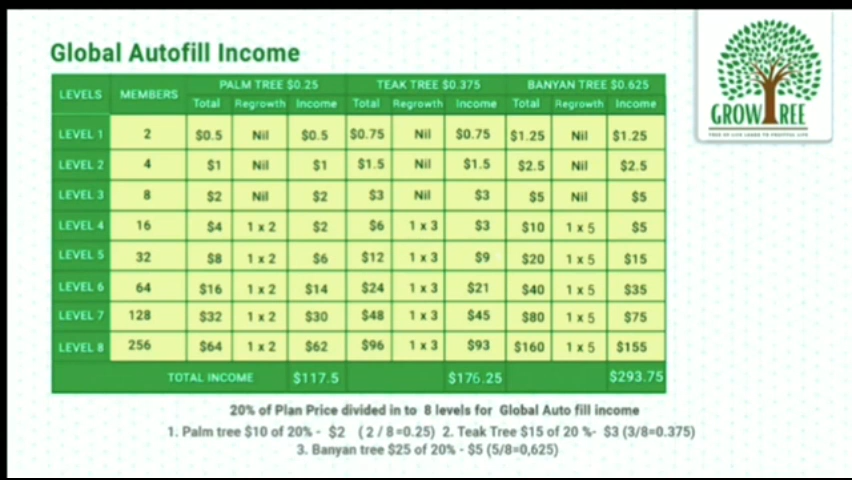 Global Autofill Income
LEVELS MEMBERS PALM TREE $0.25 TEAK TREE $0.375 BANYAN TREE $0.625
Total Regrowth Income Total Regrowth Income Total Regrowth Income
LEVEL 1 2 $0.5 Nil $0.5 $0.75 Nil $0.75 $1.25 Nil $1.25
LEVEL 2 4 $1 Nil $1 $1.5 Nil $1.5 $2.5 Nil $2.5
LEVEL 3 8 $2 Nil $2 $3 Nil $3 $5 Nil $5
LEVEL 4 16 $4 1 x 2 $2 $6 1 x 3 $3 $10 1 x 5 $5
LEVEL 5 32 $8 1 x 2 $6 $12 1 x 3 $9 $20 1 x 5 $15
LEVEL 6 64 $16 1 x 2 $14 $24 1 x 3 $21 $40 1 x 5 $35
LEVEL 7 128 $32 1 x 2 $30 $48 1 x 3 $45 $80 1 x 5 $75
LEVEL 8 256 $64 1 x 2 $62 $96 1 x 3 $93 $160 1 x 5 $155
TOTAL INCOME $117.5 $176.25 $293.75
20% of Plan Price divided in to 8 levels for Global Auto fill income
1. Palm tree $10 of 20% - $2 (2/8=0.25) 2. Teak Tree $15 of 20 %- $3 (3/8=0.375)
3. Banyan tree $25 of 20% - $5 (5/8=0,625)
GROW TREE